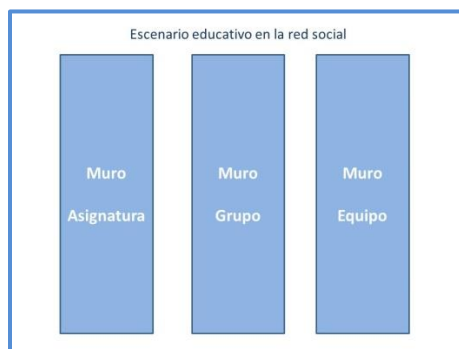 Escenario educativo en la red social
Muro
Asignatura
Muro
Grupo
Muro
Equipo